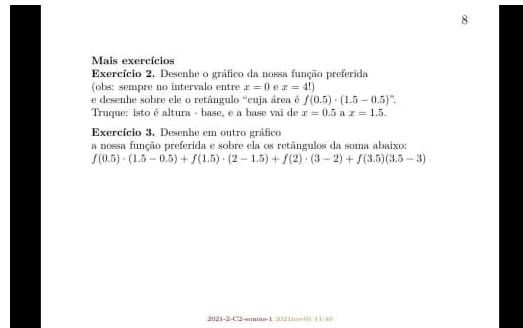 8
Mais exercícios
Exercício 2. Desenhe o gráfico da nossa função preferida
(obs: sempre no intervalo entre x = 0 e x = 4!)
e desenhe sobre ele o retângulo “cuja área é f(0.5) · (1.5 − 0.5)”.
Truque: isto é altura · base, e a base vai de x = 0.5 a x = 1.5.
Exercício 3. Desenhe em outro gráfico
a nossa função preferida e sobre ela os retângulos da soma abaixo:
f(0.5) · (1.5 − 0.5) + f(1.5) · (2 − 1.5) + f(2) · (3 − 2) + f(3.5)(3.5 − 3)
2021-2-C2-somas-1 2021nov05 11:40